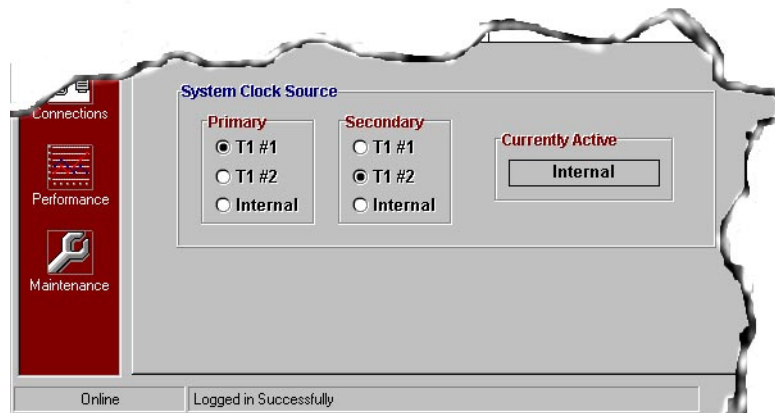 Connections
Performance
Maintenance
System Clock Source
Primary
T1 #1
T1 #2
Internal
Secondary
T1 #1
T1 #2
Internal
Currently Active
Internal
Online
Logged in Successfully